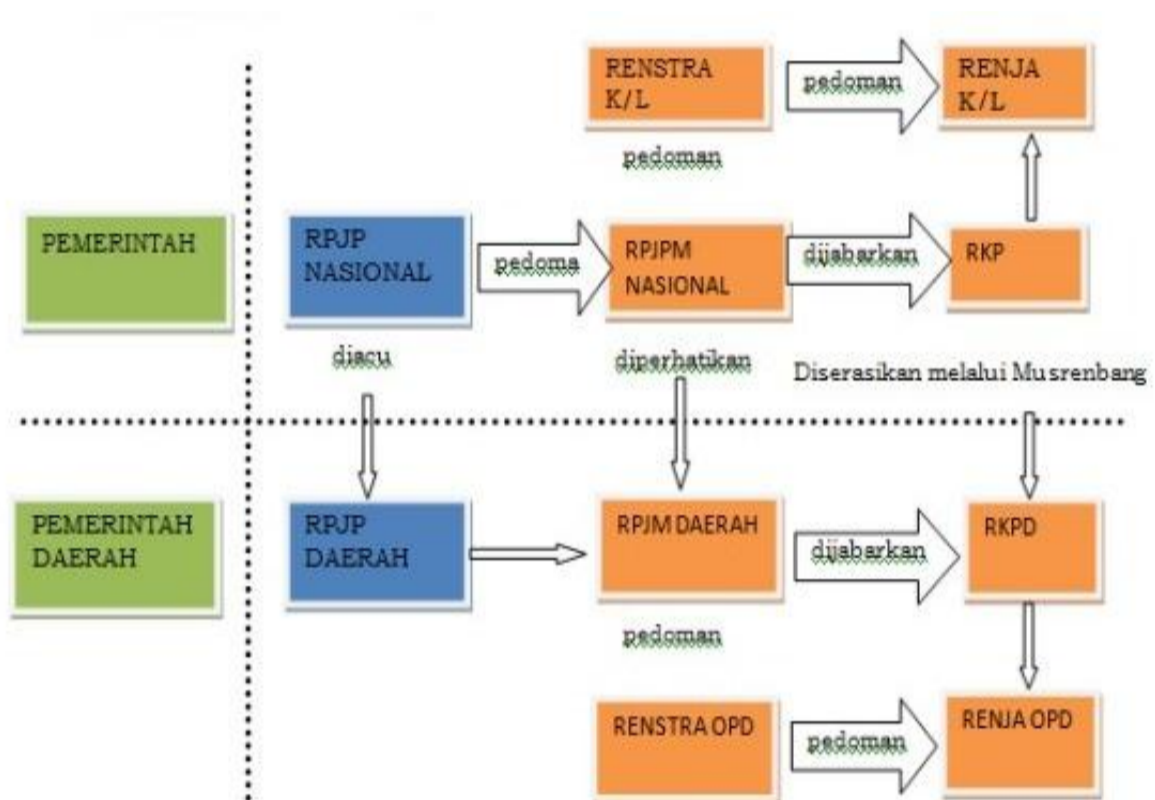 RENSTRA
K/L
pedoman
RENJA
K/L
pedoman
PEMERINTAH
RPJP
NASIONAL
pedoma
RPJPM
NASIONAL
dijabarkan
RKP
diacu
diperhatikan
Diserasikan melalui Musrenbang
PEMERINTAH
DAERAH
RPJP
DAERAH
RPJM DAERAH
dijabarkan
RKPD
pedoman
RENSTRA OPD
pedoman
RENJA OPD